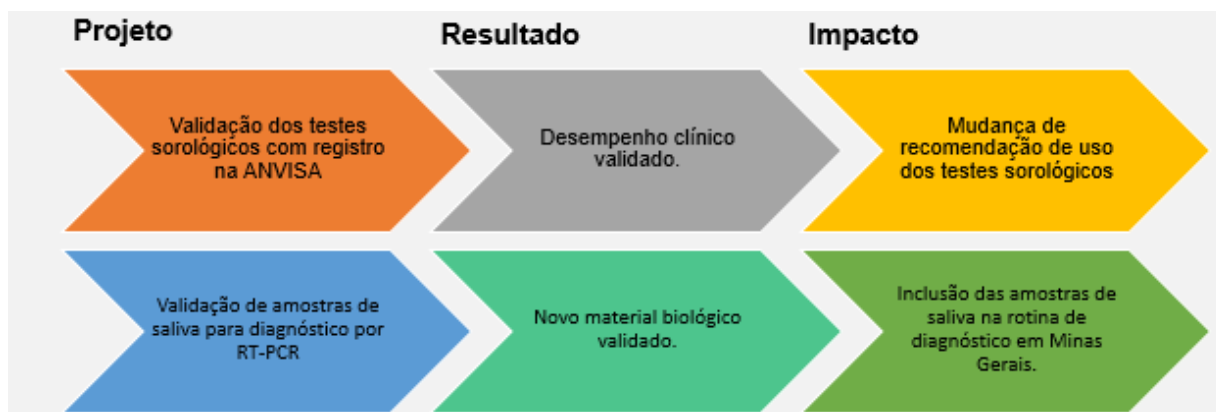 Projeto
Resultado
Impacto
Validação dos testes
sorológicos com registro
na ANVISA
Desempenho clínico
validado.
Mudança de
recomendação de uso
dos testes sorológicos
Validação de amostras de
saliva para diagnóstico por
RT-PCR
Novo material biológico
validado.
Inclusão das amostras de
saliva na rotina de
diagnóstico em Minas
Gerais.